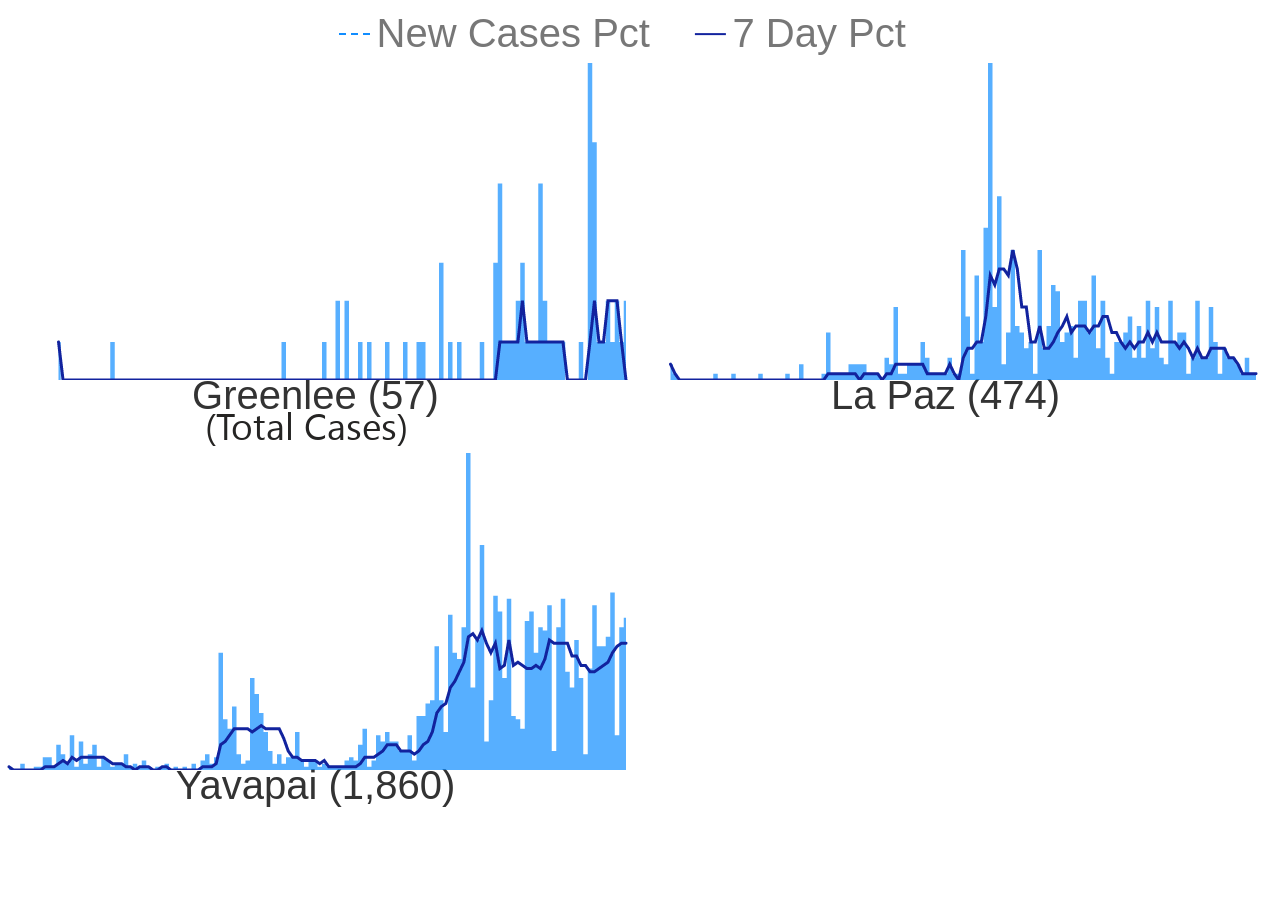 New Cases Pct 7 Day Pct
Greenlee (57) La Paz (474)
(Total Cases)
Yavapai (1,860)